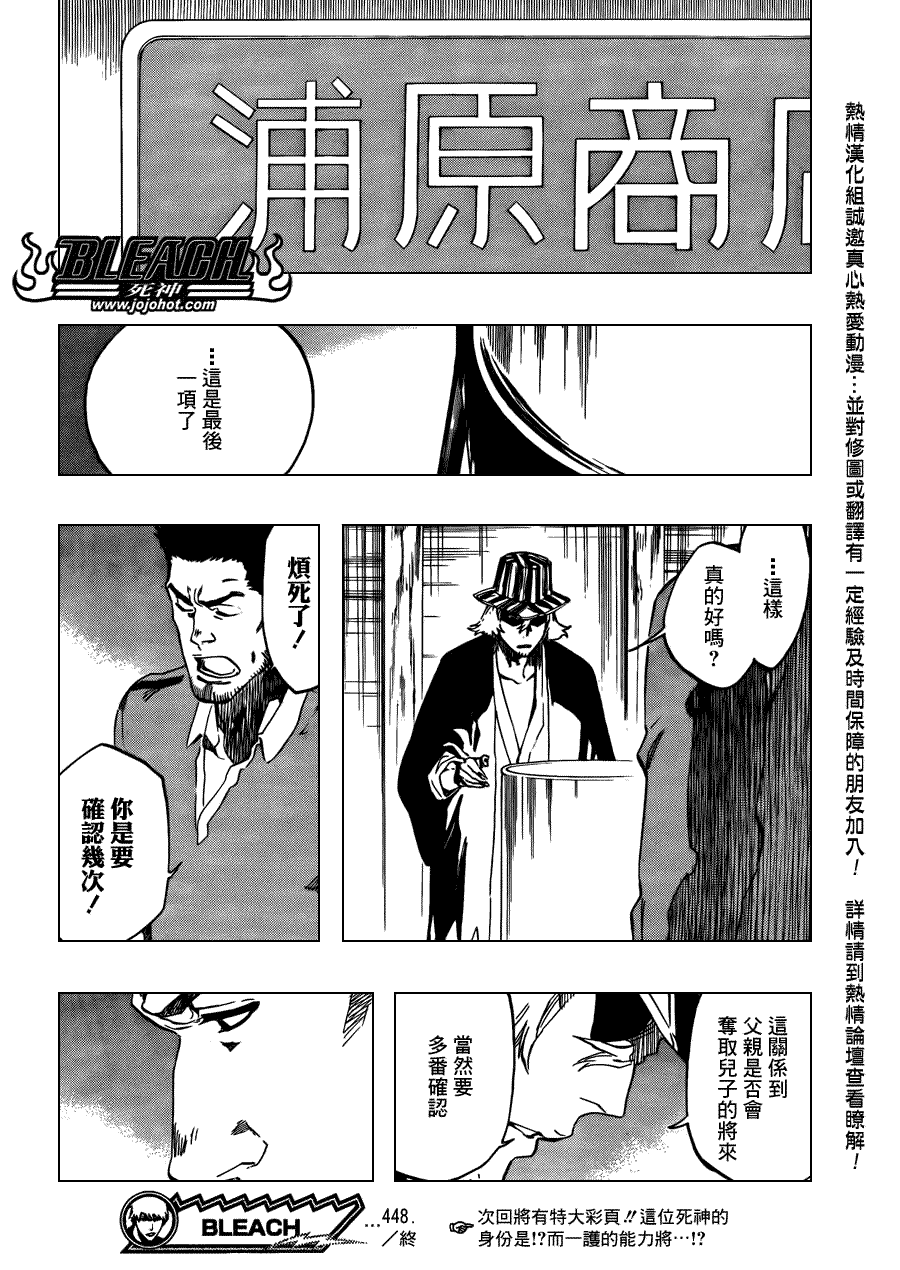 浦原商
BLEACH
死神
www.jojohot.com
…這是最後
一項了
…這樣
真的好嗎？
煩死了！
你是要
確認幾次！
這關係到
父親是否會
奪取兒子的將來
當然要
多番確認
熱情漢化組誠邀真心熱愛動漫…並對修圖或翻譯有一定經驗及時間保障的朋友加入！ 詳情請到熱情論壇查看瞭解！
BLEACH
…448.
／終
☞次回將有特大彩頁!!這位死神的
身份是!?而一護的能力將…!?